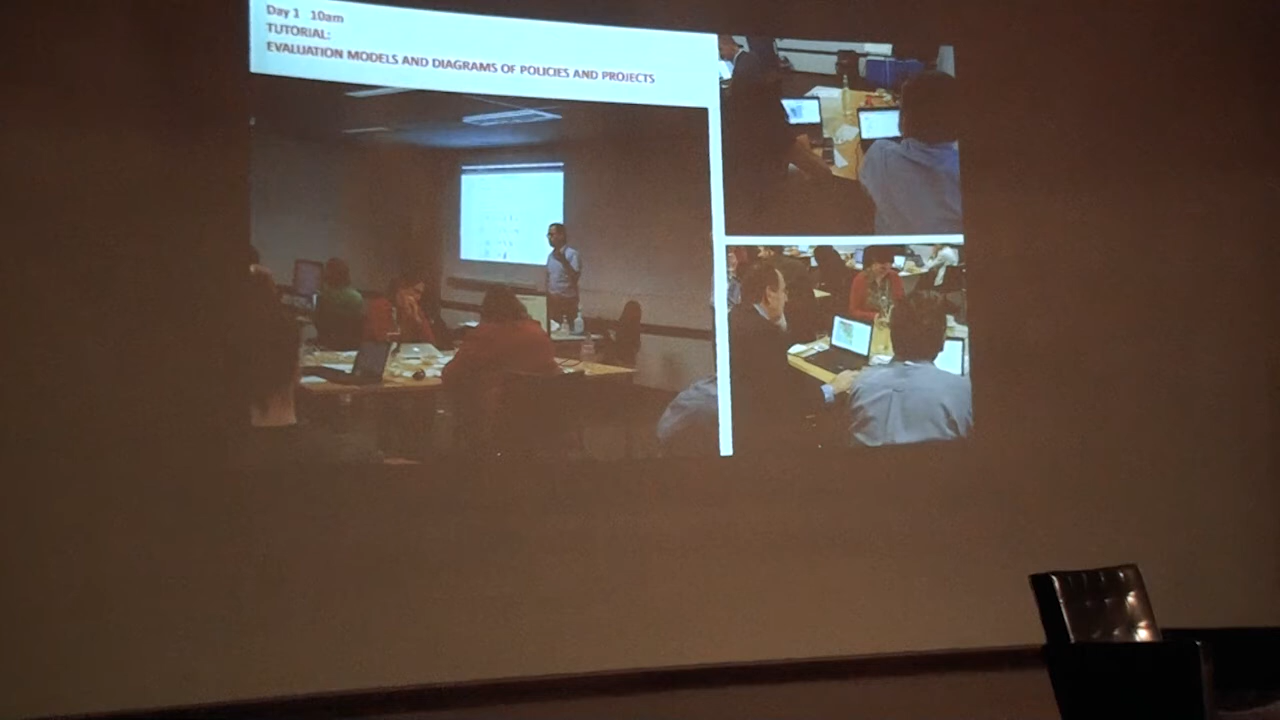 Day 1 10am
TUTORIAL:
EVALUATION MODELS AND DIAGRAMS OF POLICIES AND PROJECTS